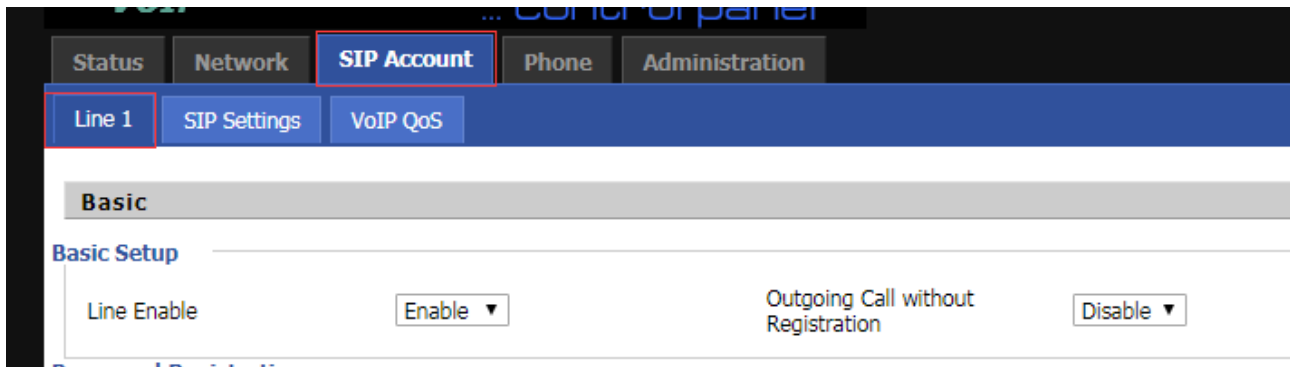 VoIP ... control panel
Status Network SIP Account Phone Administration
Line 1 SIP Settings VoIP QoS
Basic
Basic Setup
Line Enable Enable Outgoing Call without Registration Disable